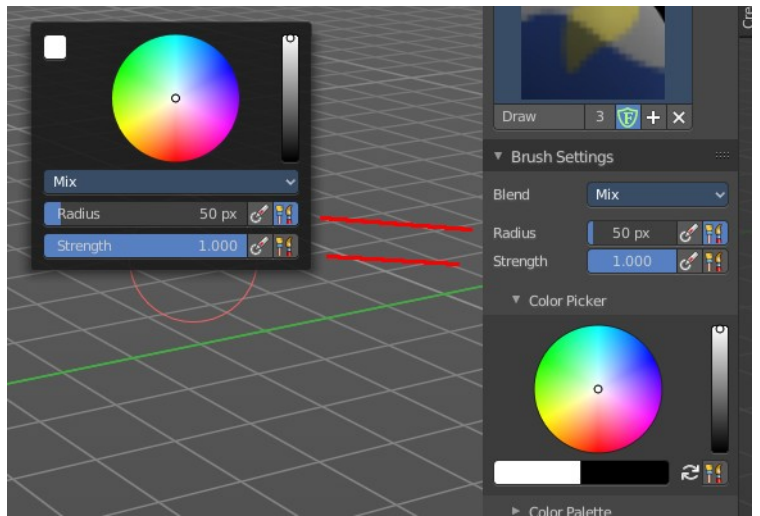 Mix
Radius 50 px
Strength 1.000
Draw 3 F
Brush Settings
Blend Mix
Radius 50 px
Strength 1.000
Color Picker
Color Palette